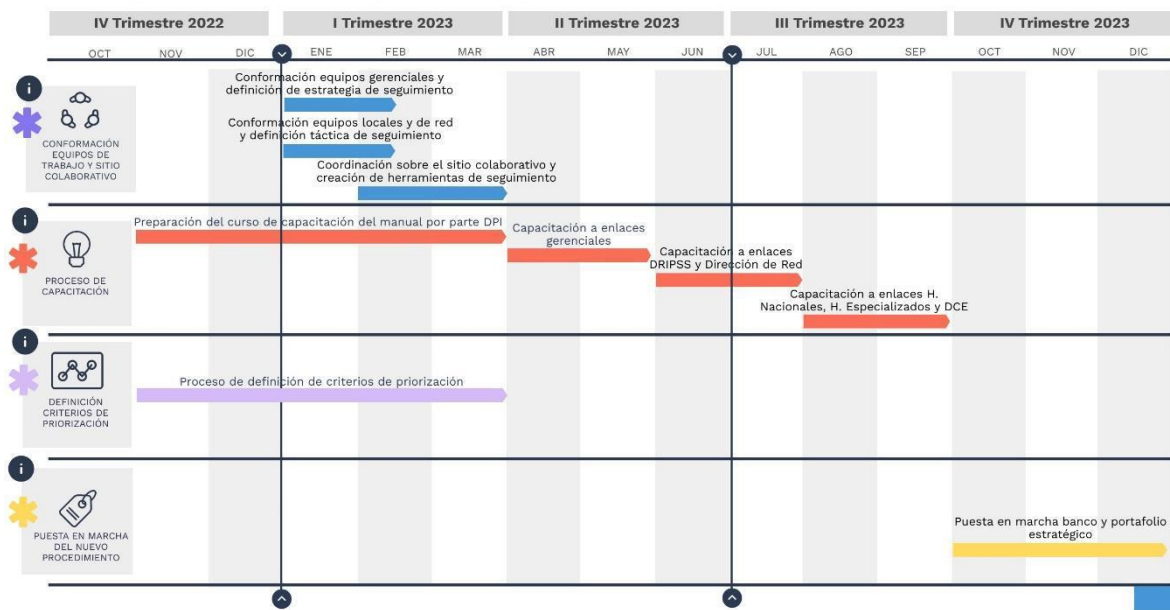 IV Trimestre 2022
I Trimestre 2023
II Trimestre 2023
III Trimestre 2023
IV Trimestre 2023
OCT
NOV
DIC
ENE
FEB
MAR
ABR
MAY
JUN
JUL
AGO
SEP
OCT
NOV
DIC
i
CONFORMACIÓN
EQUIPOS DE
TRABAJO Y SITIO
COLABORATIVO
Conformación equipos gerenciales y
definición de estrategia de seguimiento
Conformación equipos locales y de red
y definición táctica de seguimiento
Coordinación sobre el sitio colaborativo y
creación de herramientas de seguimiento
i
PROCESO DE
CAPACITACIÓN
Preparación del curso de capacitación del manual por parte DPI
Capacitación a enlaces
gerenciales
Capacitación a enlaces
DRIPSS y Dirección de Red
Capacitación a enlaces H.
Nacionales, H. Especializados y DCE
i
DEFINICIÓN
CRITERIOS DE
PRIORIZACIÓN
Proceso de definición de criterios de priorización
i
PUESTA EN MARCHA
DEL NUEVO
PROCEDIMIENTO
Puesta en marcha banco y portafolio
estratégico